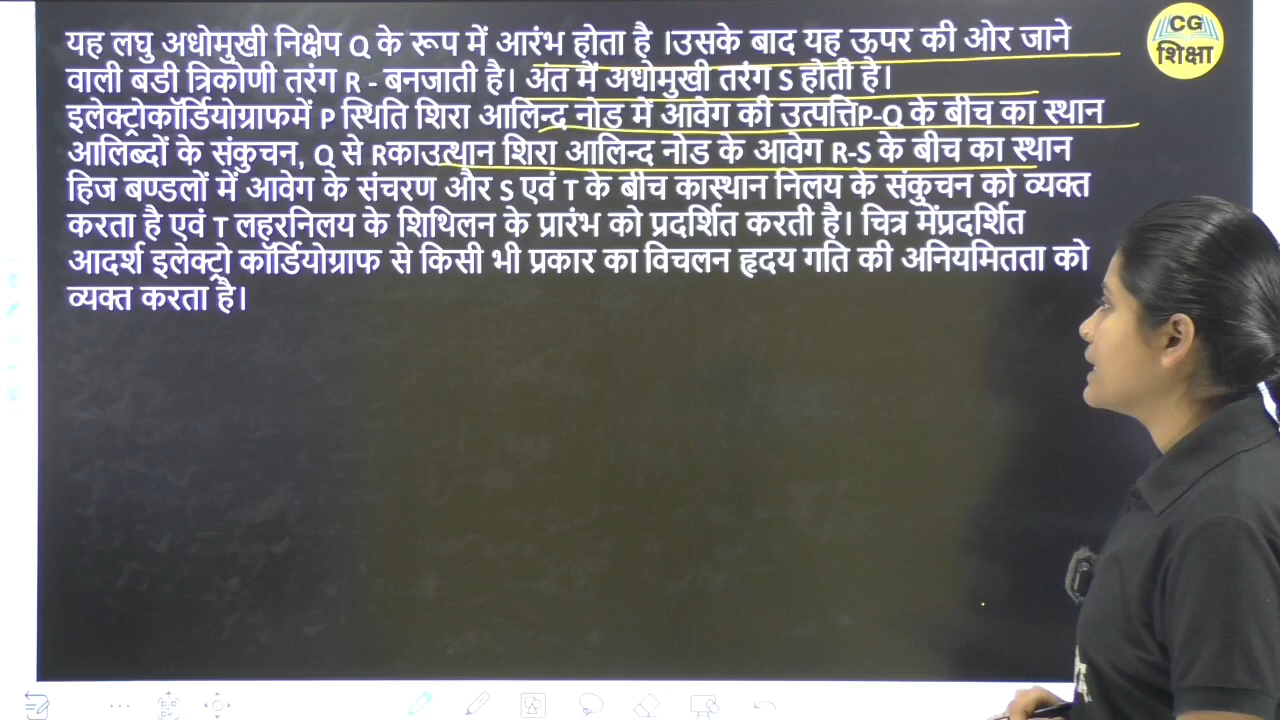 यह लघु अधोमुखी निक्षेप Q के रूप में आरंभ होता है ।उसके बाद यह ऊपर की ओर जाने
वाली बडी त्रिकोणी तरंग R - बनजाती है। अंत में अधोमुखी तरंग S होती है।
इलेक्ट्रोकॉर्डियोग्राफमें P स्थिति शिरा आलिन्द नोड में आवेग की उत्पत्तिP-Q के बीच का स्थान
आलिब्दों के संकुचन, Q से Rकाउत्थान शिरा आलिन्द नोड के आवेग R-S के बीच का स्थान
हिज बण्डलों में आवेग के संचरण और S एवं T के बीच कास्थान निलय के संकुचन को व्यक्त
करता है एवं T लहरनिलय के शिथिलन के प्रारंभ को प्रदर्शित करती है। चित्र मेंप्रदर्शित
आदर्श इलेक्ट्रो कॉर्डियोग्राफ से किसी भी प्रकार का विचलन हृदय गति की अनियमितता को
व्यक्त करता है।
CG
शिक्षा